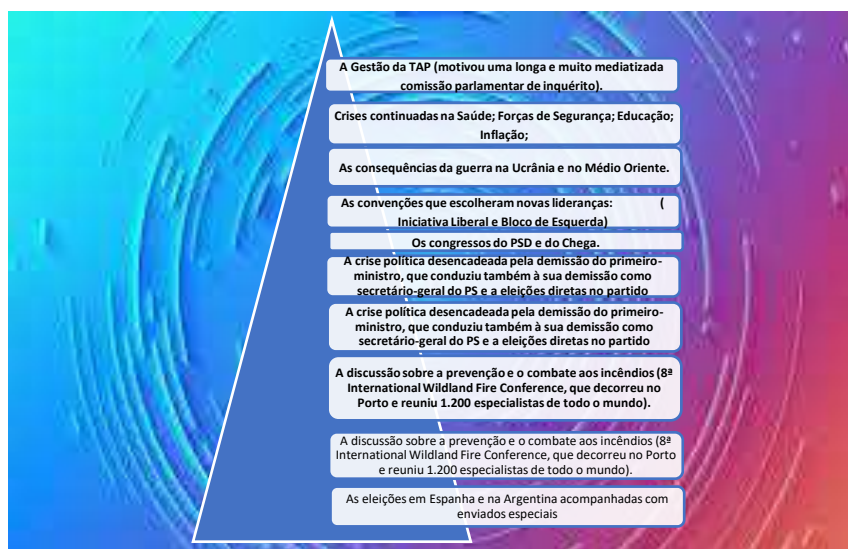 A Gestão da TAP (motivou uma longa e muito mediatizada
comissão parlamentar de inquérito).
Crises continuadas na Saúde; Forças de Segurança; Educação;
Inflação;
As consequências da guerra na Ucrânia e no Médio Oriente.
As convenções que escolheram novas lideranças: (
Iniciativa Liberal e Bloco de Esquerda)
Os congressos do PSD e do Chega.
A crise política desencadeada pela demissão do primeiro-
ministro, que conduziu também à sua demissão como
secretário-geral do PS e a eleições diretas no partido
A crise política desencadeada pela demissão do primeiro-
ministro, que conduziu também à sua demissão como
secretário-geral do PS e a eleições diretas no partido
A discussão sobre a prevenção e o combate aos incêndios (8ª
International Wildland Fire Conference, que decorreu no
Porto e reuniu 1.200 especialistas de todo o mundo).
A discussão sobre a prevenção e o combate aos incêndios (8ª
International Wildland Fire Conference, que decorreu no Porto
e reuniu 1.200 especialistas de todo o mundo).
As eleições em Espanha e na Argentina acompanhadas com
enviados especiais